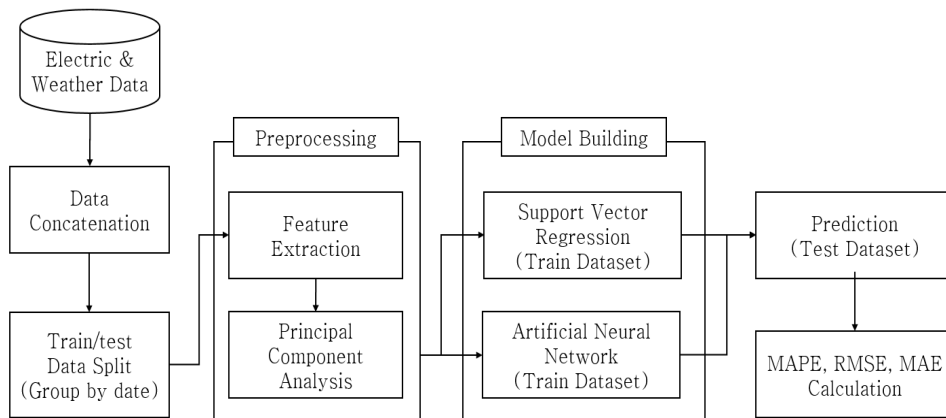 Electric &
Weather Data
Data
Concatenation
Train/test
Data Split
(Group by date)
Preprocessing
Feature
Extraction
Principal
Component
Analysis
Model Building
Support Vector
Regression
(Train Dataset)
Artificial Neural
Network
(Train Dataset)
Prediction
(Test Dataset)
MAPE, RMSE, MAE
Calculation